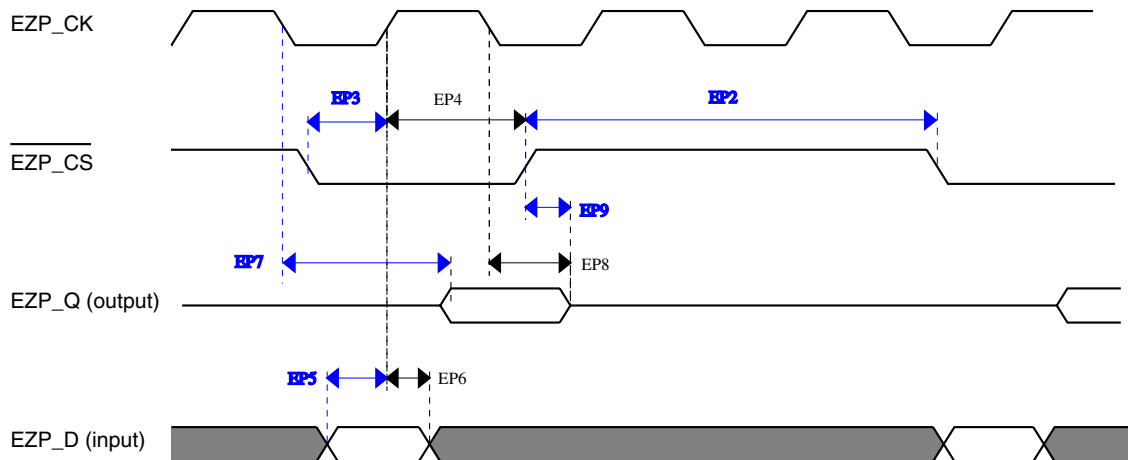 EZP_CK
EP3
EP4
EP2
EZP_CS
EP9
EP7
EP8
EZP_Q (output)
EP5
EP6
EZP_D (input)